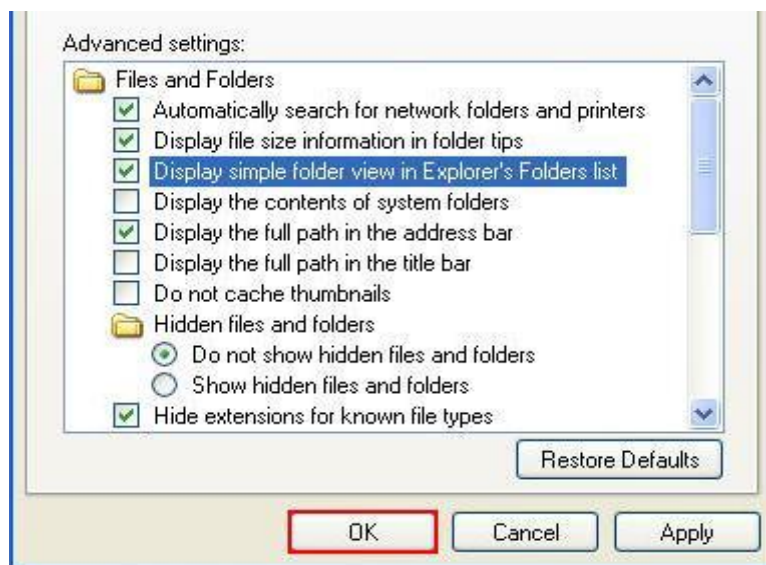 Advanced settings:
Files and Folders
Automatically search for network folders and printers
Display file size information in folder tips
Display simple folder view in Explorer's Folders list
Display the contents of system folders
Display the full path in the address bar
Display the full path in the title bar
Do not cache thumbnails
Hidden files and folders
Do not show hidden files and folders
Show hidden files and folders
Hide extensions for known file types
Restore Defaults
OK Cancel Apply